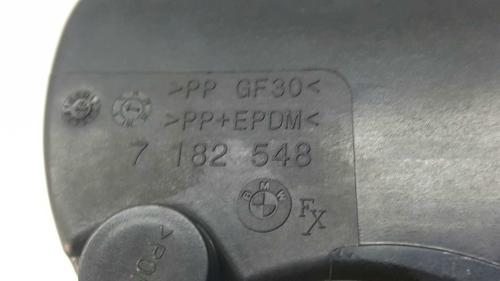 >PP GF30<
>PP+EPDM<
7 182 548
BMW
FX